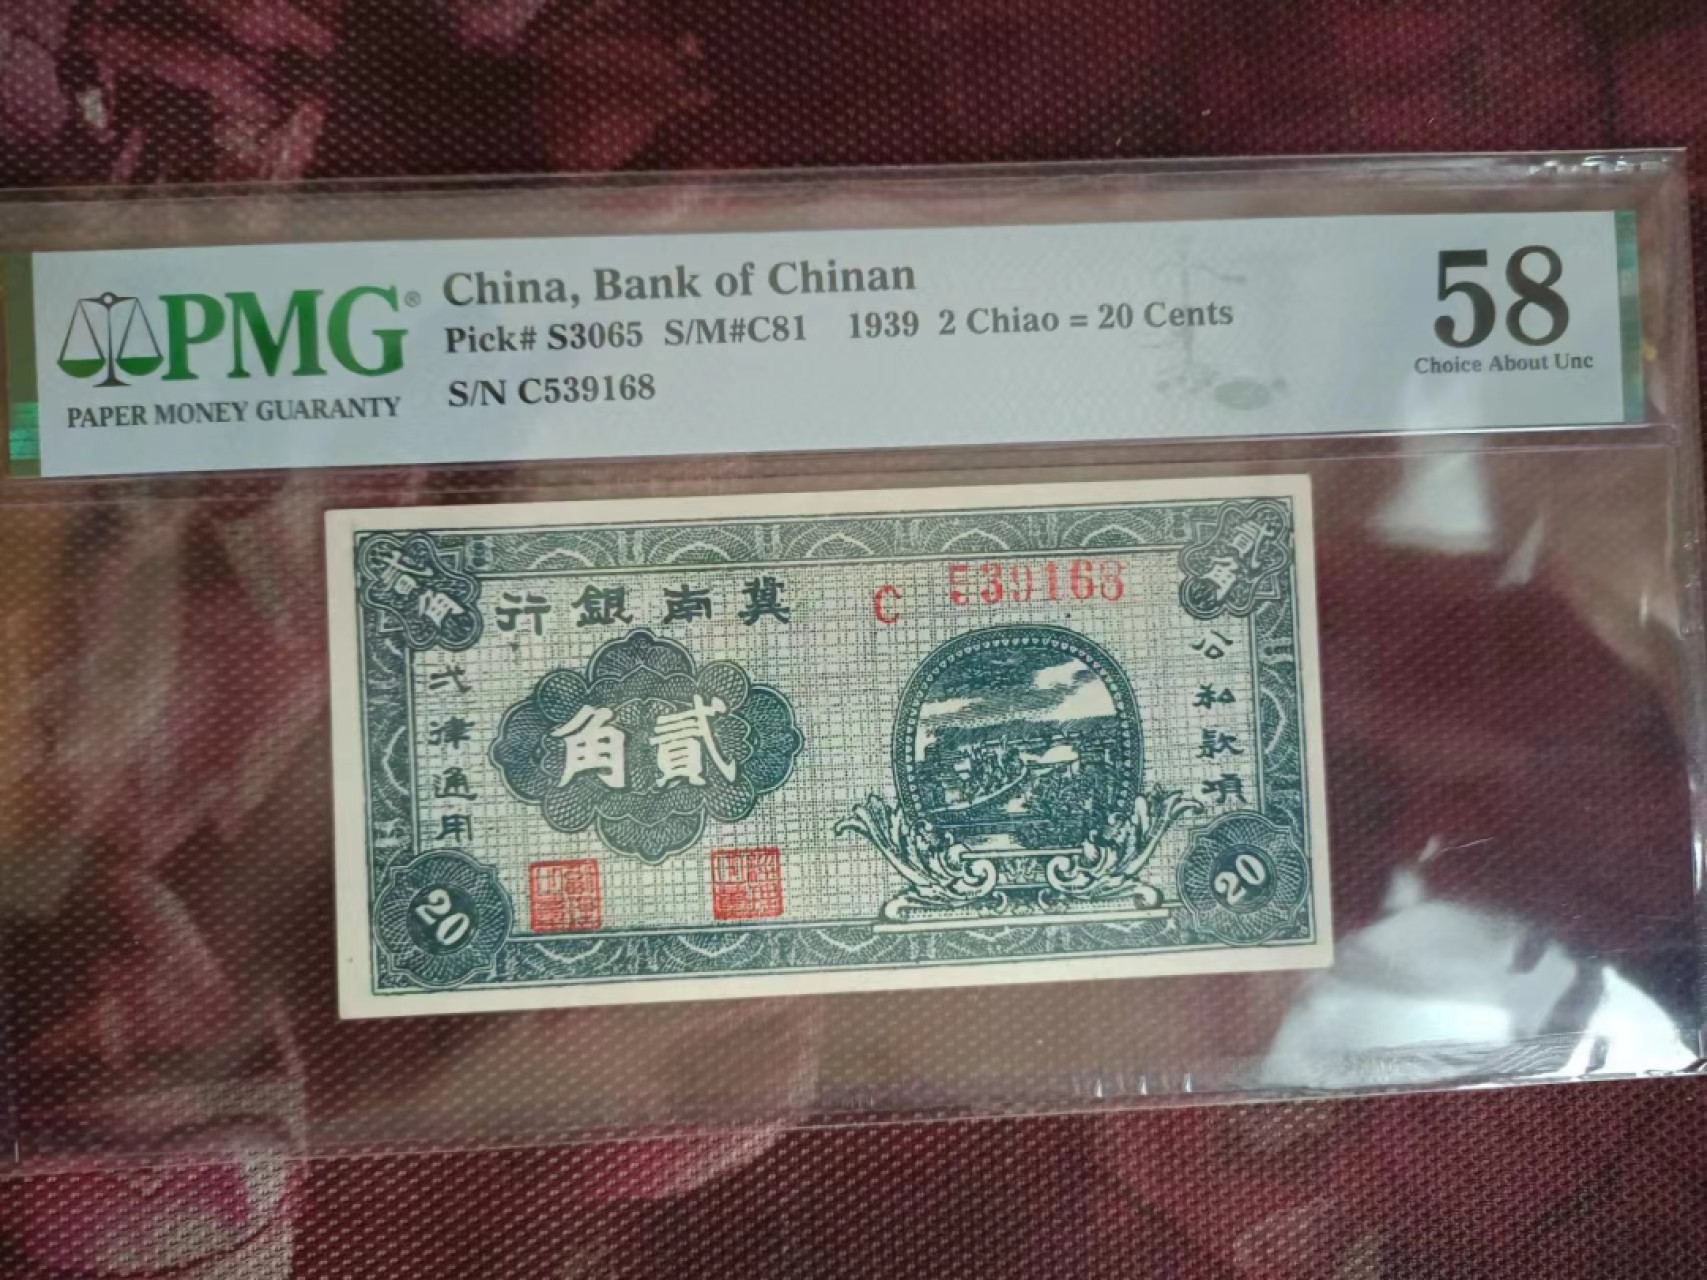 PMG®
PAPER MONEY GUARANTY
China, Bank of Chinan
Pick# S3065 S/M#C81 1939 2 Chiao = 20 Cents
S/N C539168
58
Choice About Unc
貳角
貳角
行銀南冀
C 539168
公私款項
弍律通用
角貳
20
20